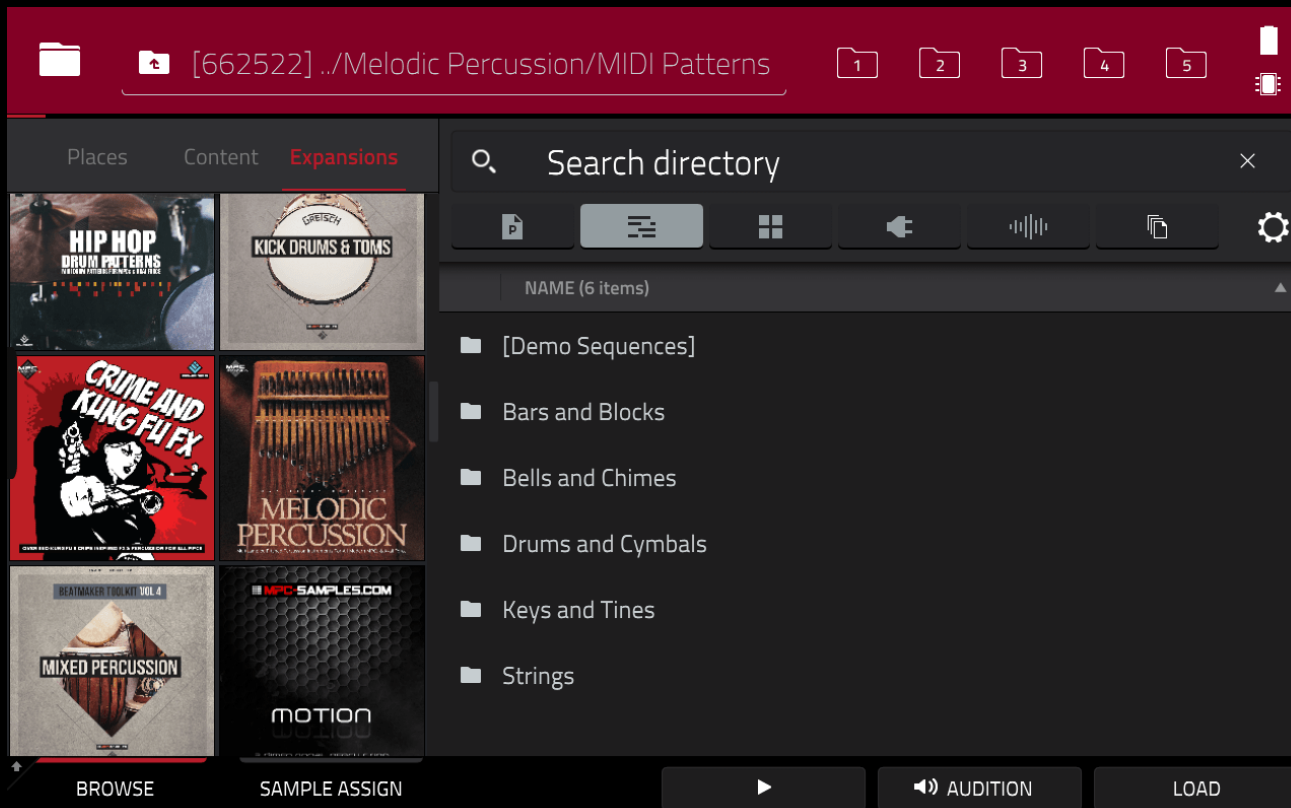 [662522] ../Melodic Percussion/MIDI Patterns
1
2
3
4
5
Places
Content
Expansions
Search directory
P
NAME (6 items)
[Demo Sequences]
Bars and Blocks
Bells and Chimes
Drums and Cymbals
Keys and Tines
Strings
HIP HOP
DRUM PATTERNS
GRETSCH
KICK DRUMS & TOMS
CRIME AND
KUNG FU FX
MELODIC
PERCUSSION
BEATMAKER TOOLKIT VOL 4
MIXED PERCUSSION
MPC-SAMPLES.COM
MOTION
BROWSE
SAMPLE ASSIGN
AUDITION
LOAD